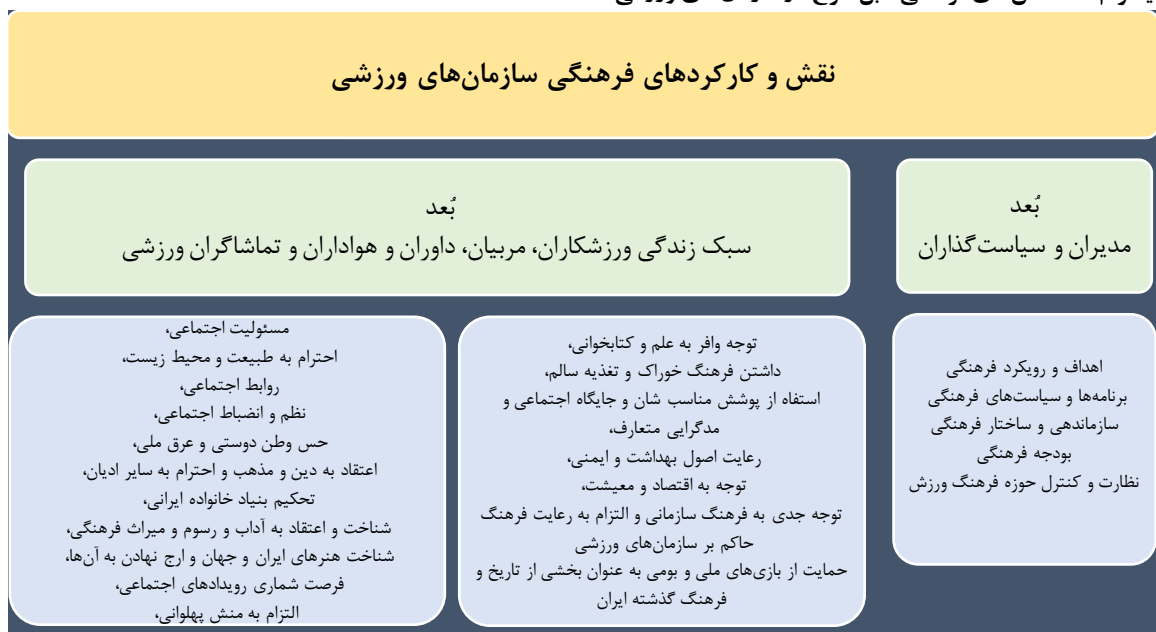 نقش و کارکردهای فرهنگی سازمان‌های ورزشی
بُعد
مدیران و سیاست‌گذاران
بُعد
سبک زندگی ورزشکاران، مربیان، داوران و هواداران و تماشاگران ورزشی
اهداف و رویکرد فرهنگی
برنامه‌ها و سیاست‌های فرهنگی
سازماندهی و ساختار فرهنگی
بودجه فرهنگی
نظارت و کنترل حوزه فرهنگ ورزش
توجه وافر به علم و کتابخوانی،
داشتن فرهنگ خوراک و تغذیه سالم،
استفاه از پوشش مناسب شان و جایگاه اجتماعی و
مدگرایی متعارف،
رعایت اصول بهداشت و ایمنی،
توجه به اقتصاد و معیشت،
توجه جدی به فرهنگ سازمانی و التزام به رعایت فرهنگ
حاکم بر سازمان‌های ورزشی
حمایت از بازی‌های ملی و بومی به عنوان بخشی از تاریخ و
فرهنگ گذشته ایران
مسئولیت اجتماعی،
احترام به طبیعت و محیط زیست،
روابط اجتماعی،
نظم و انضباط اجتماعی،
حس وطن دوستی و عرق ملی،
اعتقاد به دین و مذهب و احترام به سایر ادیان،
تحکیم بنیاد خانواده ایرانی،
شناخت و اعتقاد به آداب و رسوم و میراث فرهنگی،
شناخت هنرهای ایران و جهان و ارج نهادن به آن‌ها،
فرصت شماری رویدادهای اجتماعی،
التزام به منش پهلوانی،